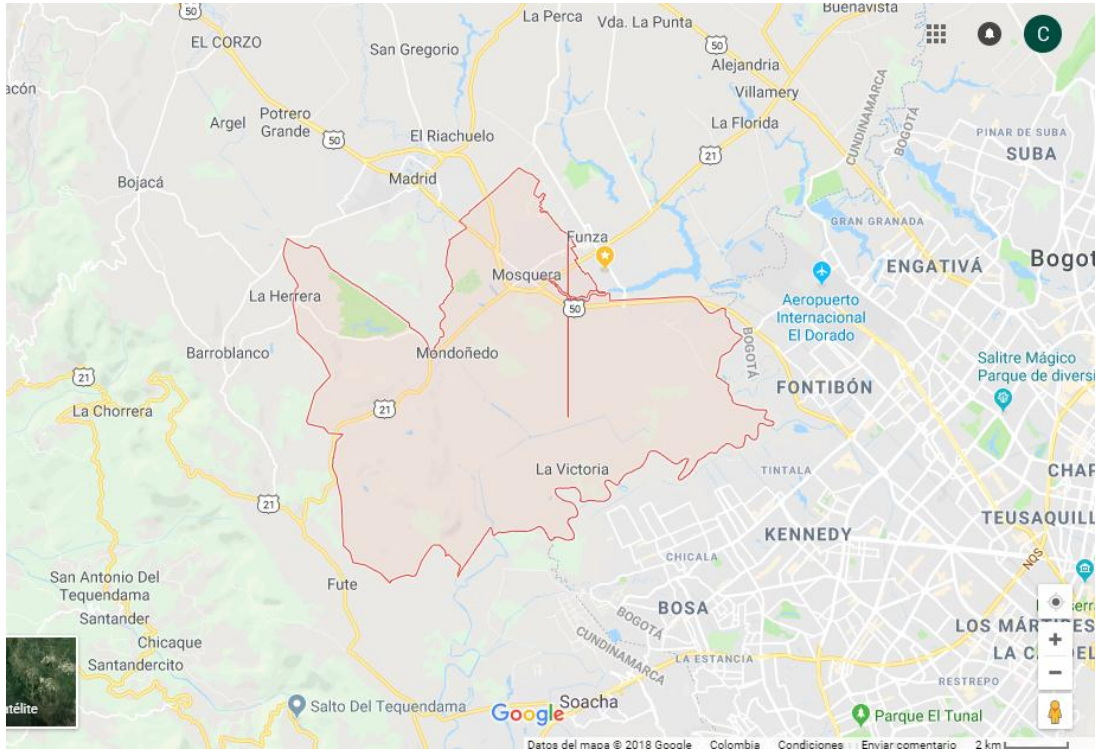 La Perca
Vda. La Punta
Buenavista
EL CORZO
San Gregorio
50
Alejandria
C
Villamery
Potrero
Grande
Argel
50
El Riachuelo
La Florida
CUNDINAMARCA
BOGOTÁ
PINAR DE SUBA
SUBA
21
Bojacá
Madrid
50
GRAN GRANADA
Funza
ENGATIVÁ
Mosquera
La Herrera
50
Aeropuerto
Internacional
El Dorado
BOGOTÁ
Barroblanco
Mondoñedo
Salitre Mágico
Parque de diversi
21
FONTIBÓN
La Chorrera
21
La Victoria
TINTALA
21
TEUSAQUILL
KENNEDY
CHICALA
NQS
San Antonio Del
Tequendama
Fute
BOSA
Santander
Chicaque
Santandercito
BOGOTÁ
CUNDINAMARCA
LOS MÁRTIRES
LA ESTANCIA
RESTREPO
Soacha
Salto Del Tequendama
Google
Parque El Tunal
Datos del mapa © 2018 Google Colombia Condiciones Enviar comentario 2 km